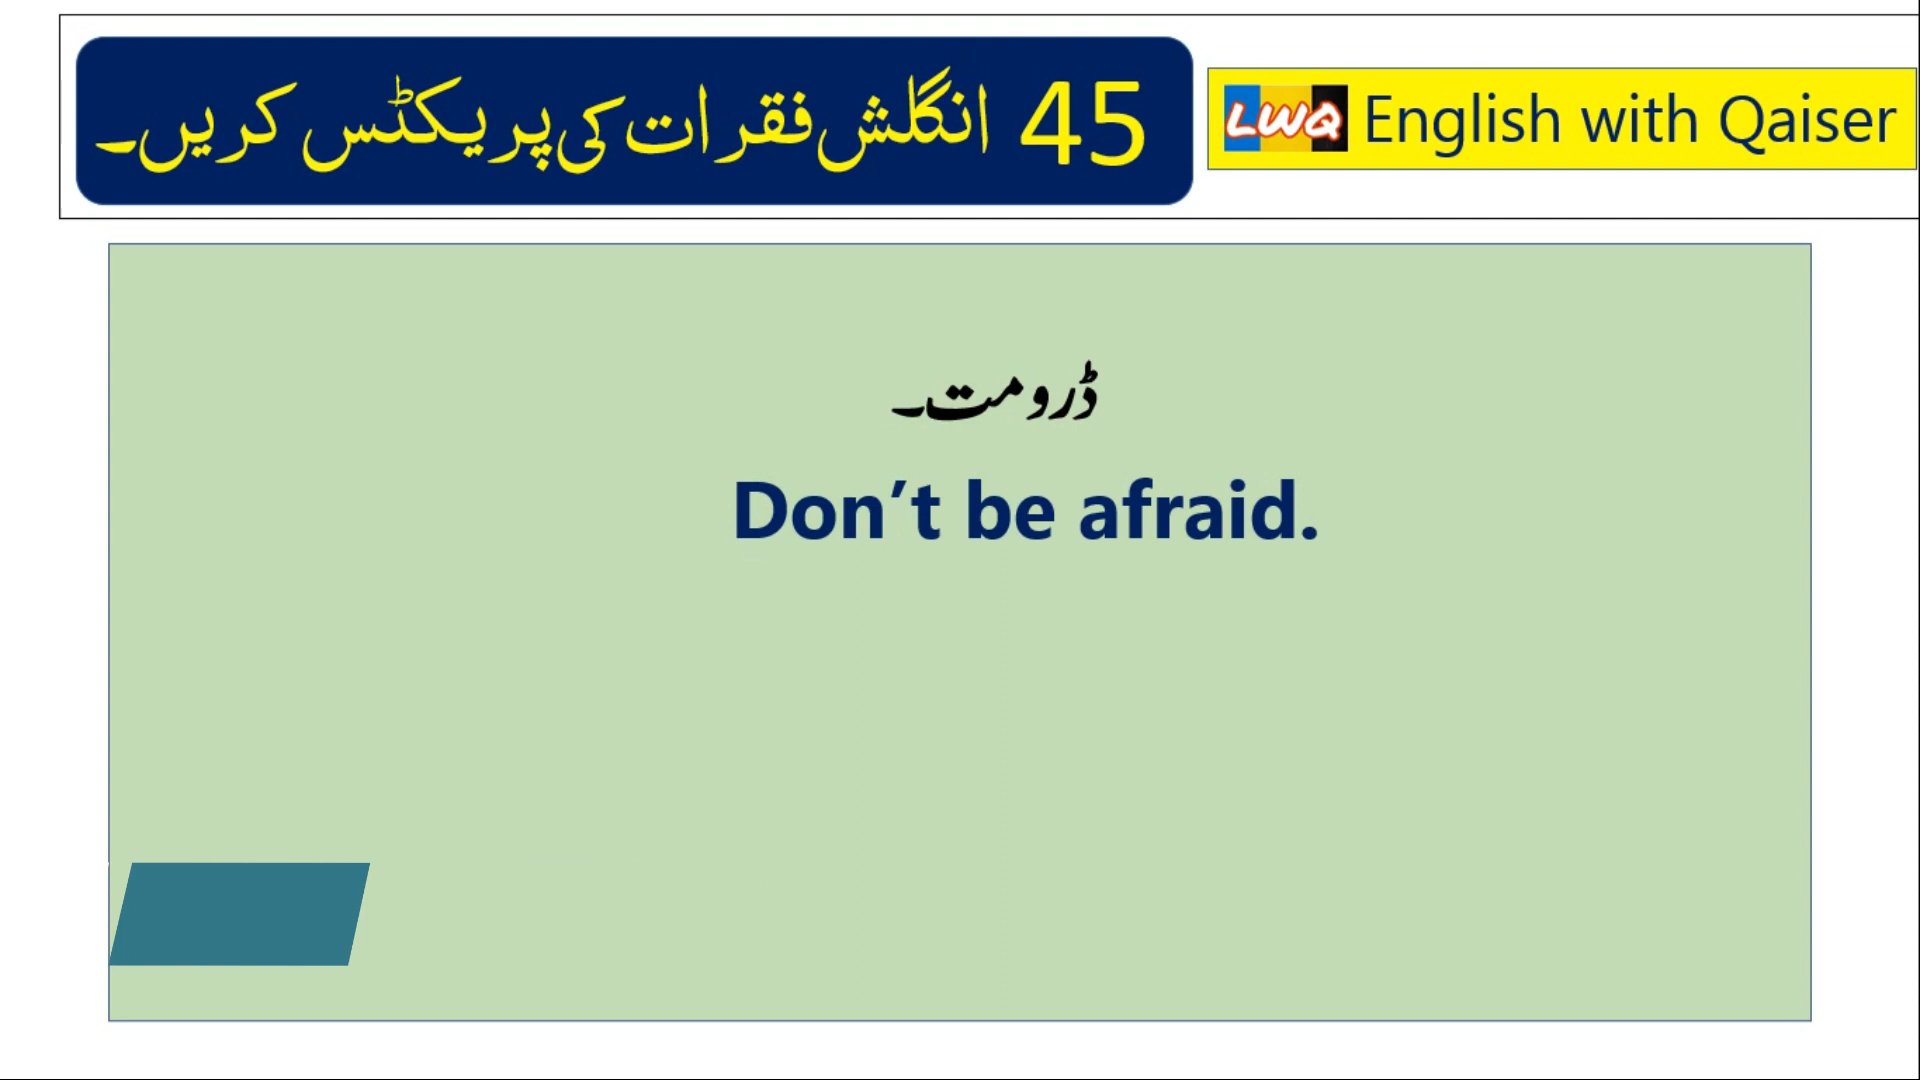 45 انگلش فقرات کی پریکٹس کریں۔
LWQ English with Qaiser
ڈرو مت۔
Don’t be afraid.